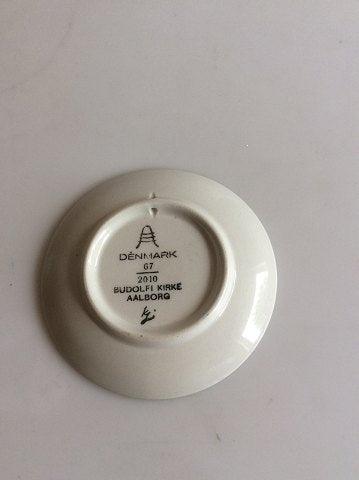 DENMARK
67
2010
BUDOLFI KIRKE
AALBORG